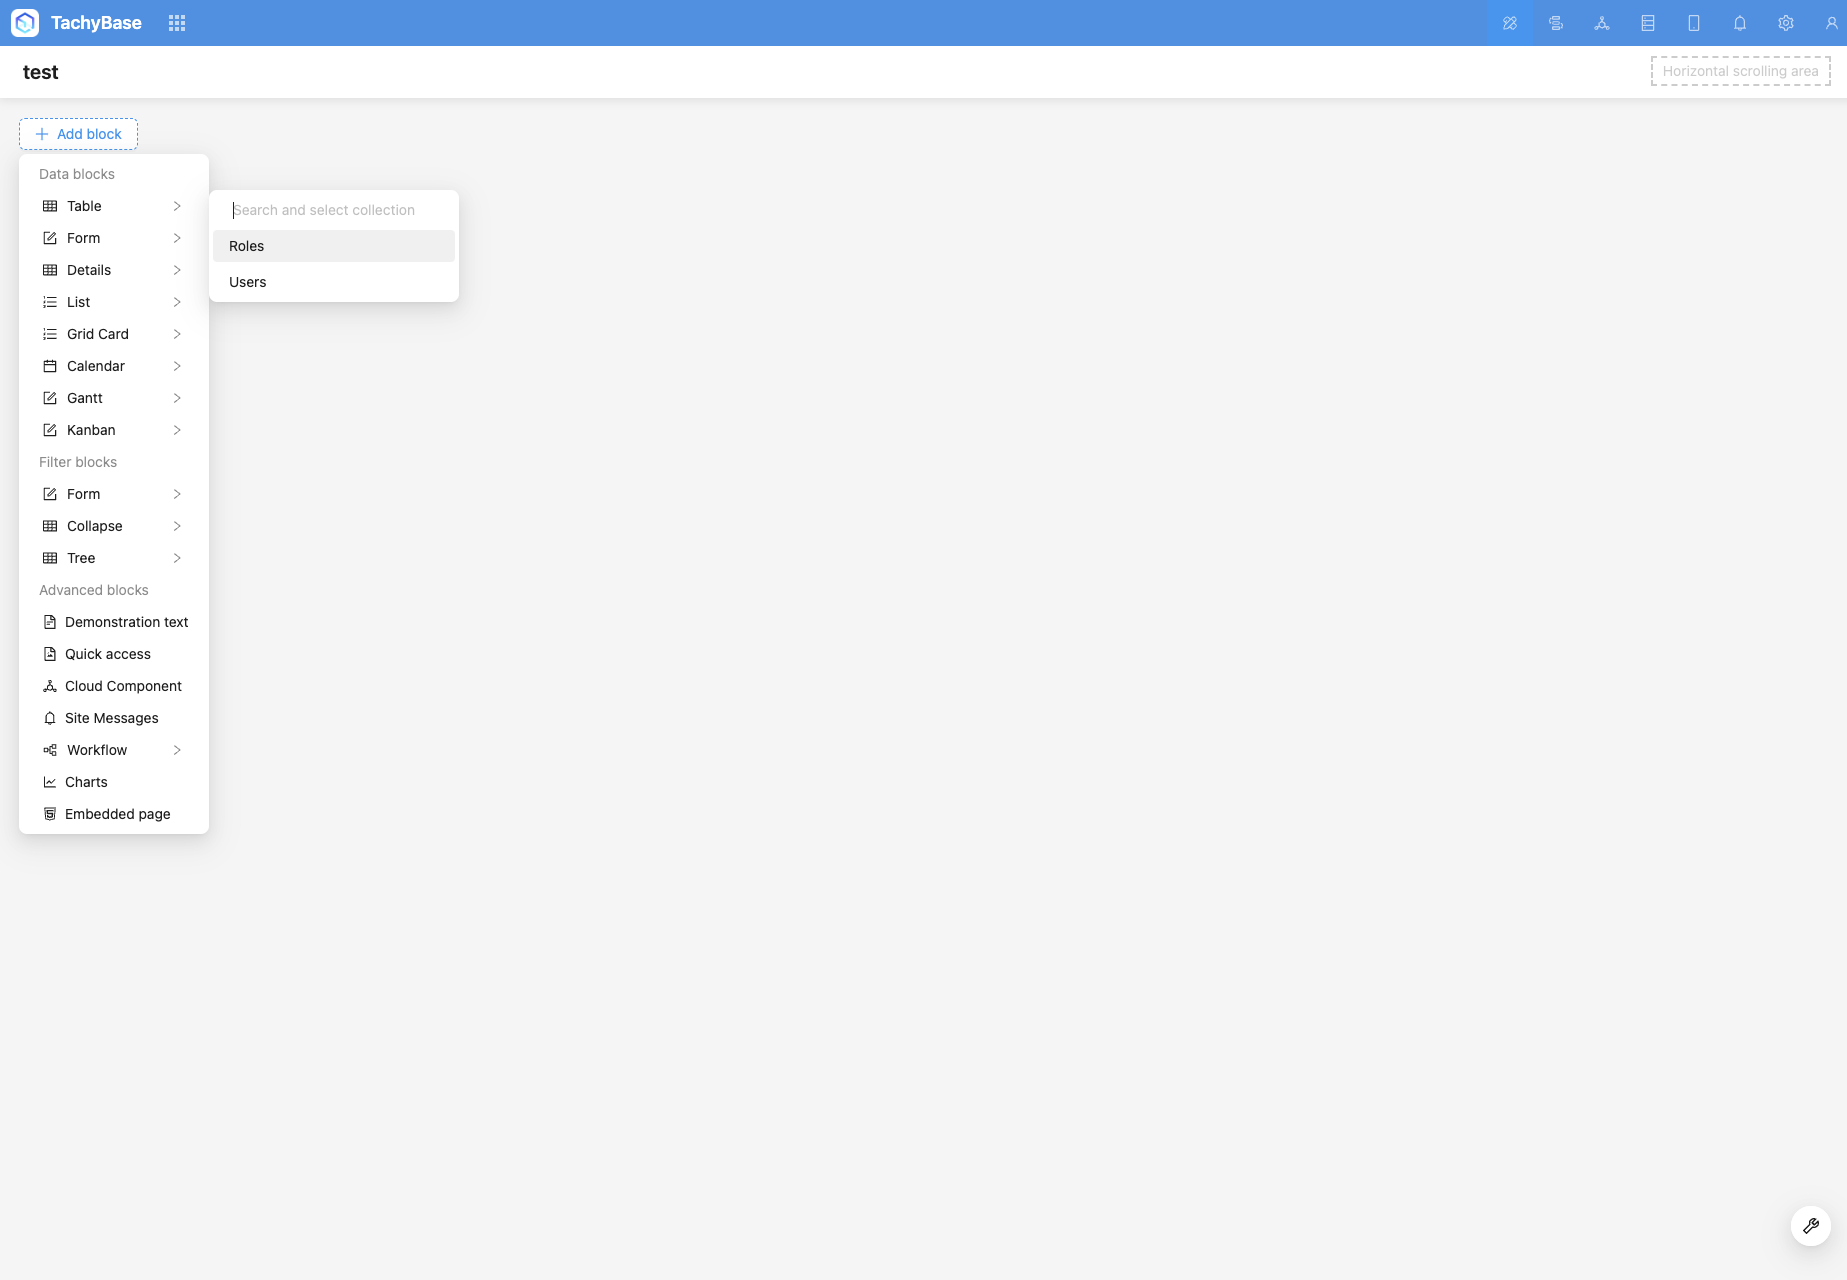 TachyBase
test
Horizontal scrolling area
Add block
Data blocks
Table
Form
Details
List
Grid Card
Calendar
Gantt
Kanban
Filter blocks
Form
Collapse
Tree
Advanced blocks
Demonstration text
Quick access
Cloud Component
Site Messages
Workflow
Charts
Embedded page
Search and select collection
Roles
Users